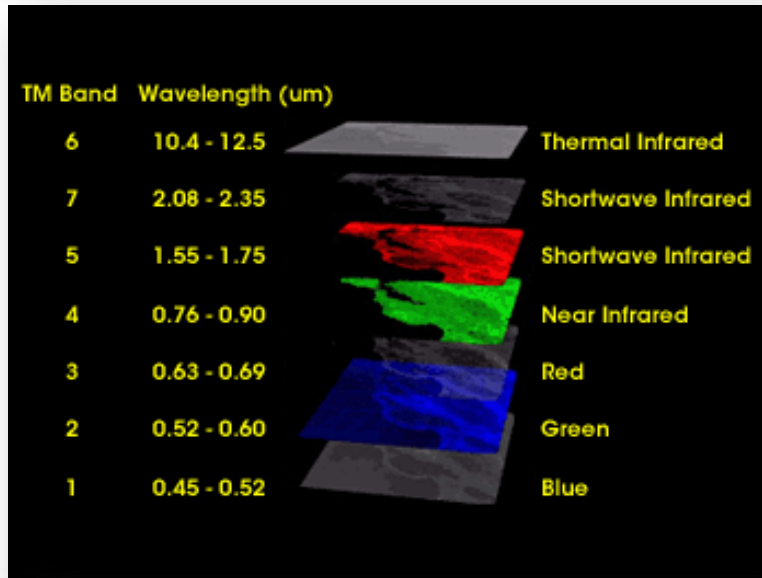 TM Band Wavelength (um)
6 10.4 - 12.5 Thermal Infrared
7 2.08 - 2.35 Shortwave Infrared
5 1.55 - 1.75 Shortwave Infrared
4 0.76 - 0.90 Near Infrared
3 0.63 - 0.69 Red
2 0.52 - 0.60 Green
1 0.45 - 0.52 Blue